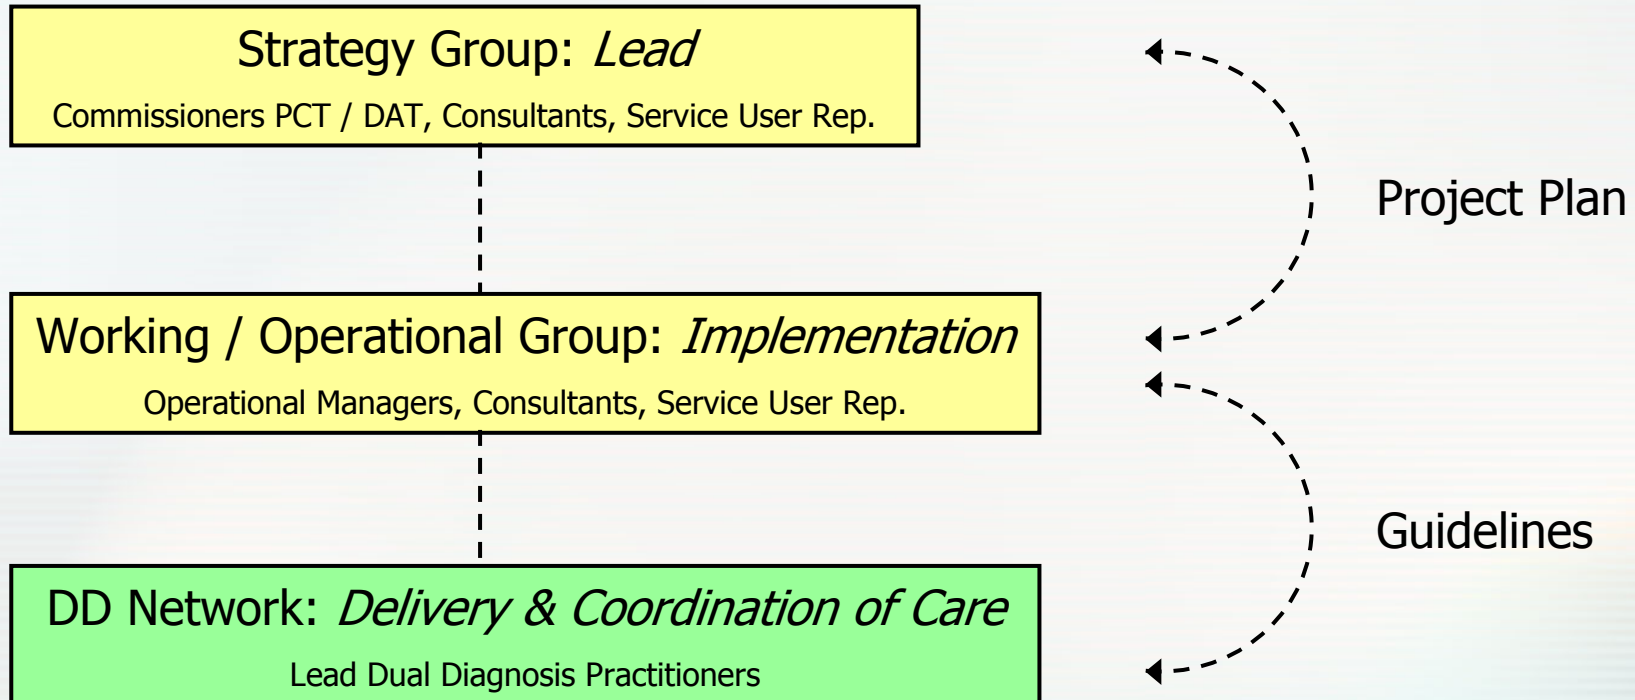 Strategy Group: Lead
Commissioners PCT / DAT, Consultants, Service User Rep.
Project Plan
Working / Operational Group: Implementation
Operational Managers, Consultants, Service User Rep.
Guidelines
DD Network: Delivery & Coordination of Care
Lead Dual Diagnosis Practitioners